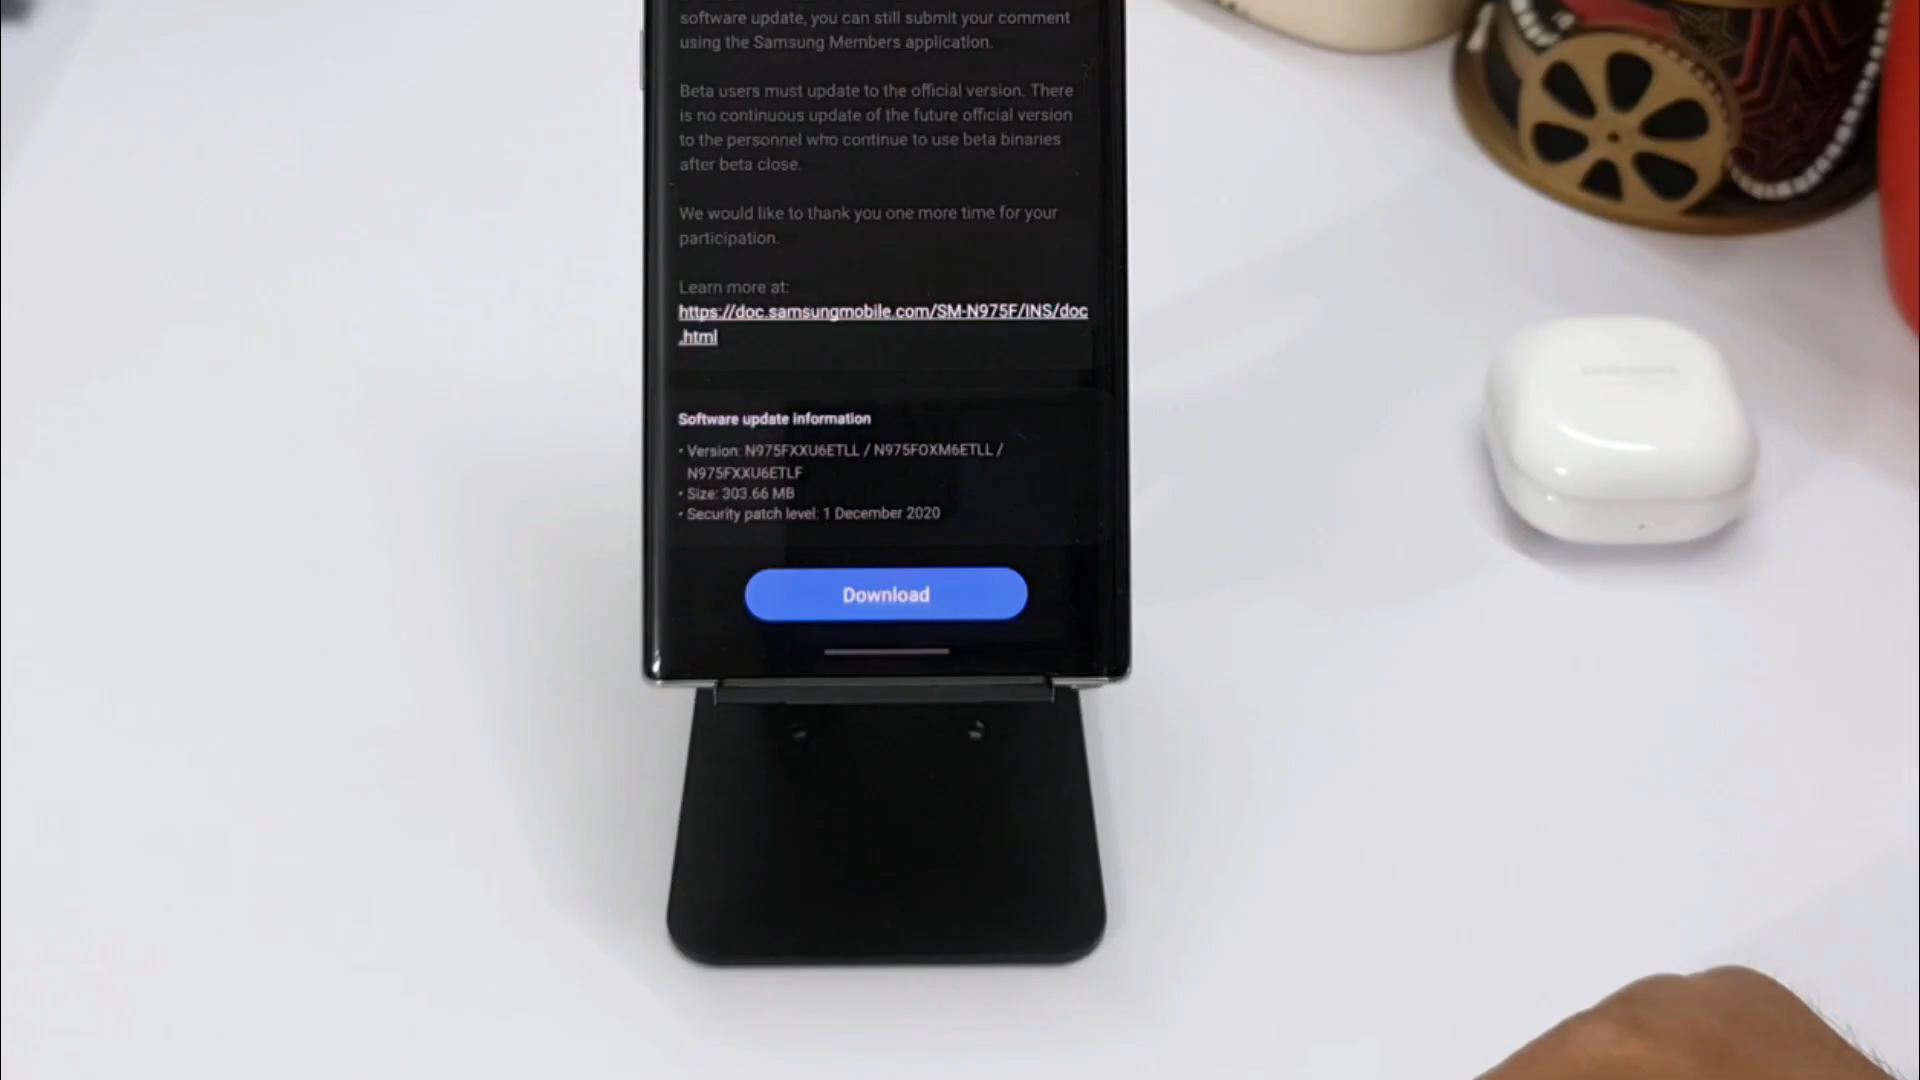 software update, you can still submit your comment
using the Samsung Members application.
Beta users must update to the official version. There
is no continuous update of the future official version
to the personnel who continue to use beta binaries
after beta close.
We would like to thank you one more time for your
participation.
Learn more at:
https://doc.samsungmobile.com/SM-N975F/INS/doc
.html
Software update information
• Version: N975FXXU6ETLL / N975FOXM6ETLL /
N975FXXU6ETLF
• Size: 303.66 MB
• Security patch level: 1 December 2020
Download